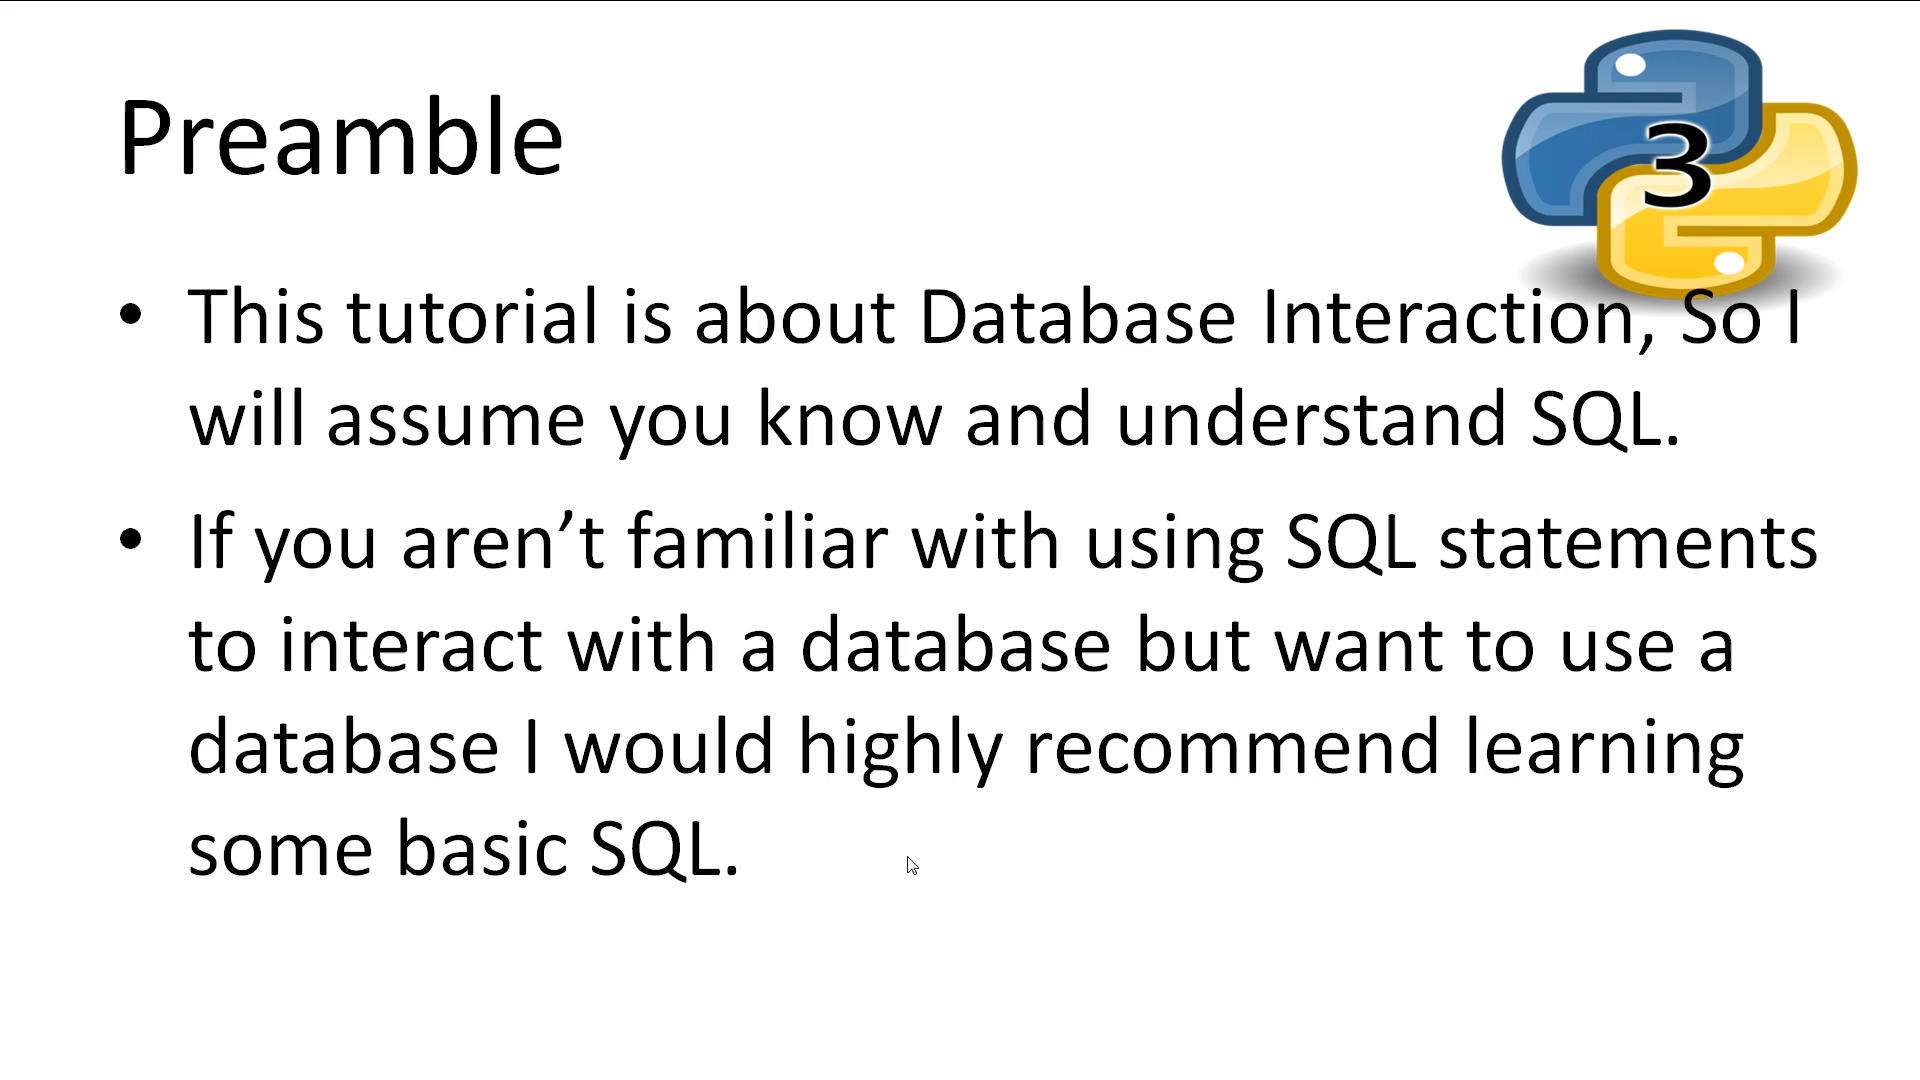 Preamble
3
• This tutorial is about Database Interaction, So I
will assume you know and understand SQL.
• If you aren’t familiar with using SQL statements
to interact with a database but want to use a
database I would highly recommend learning
some basic SQL.